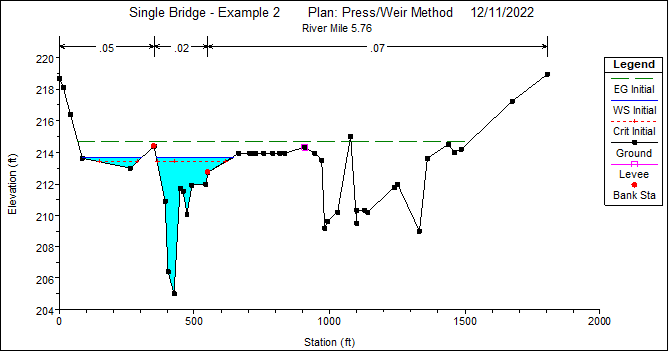 Single Bridge - Example 2 Plan: Press/Weir Method 12/11/2022
River Mile 5.76
.05 .02 .07
220
218
216
214
212
210
208
206
204
Elevation (ft)
0 500 1000 1500 2000
Station (ft)
Legend
EG Initial
WS Initial
Crit Initial
Ground
Levee
Bank Sta